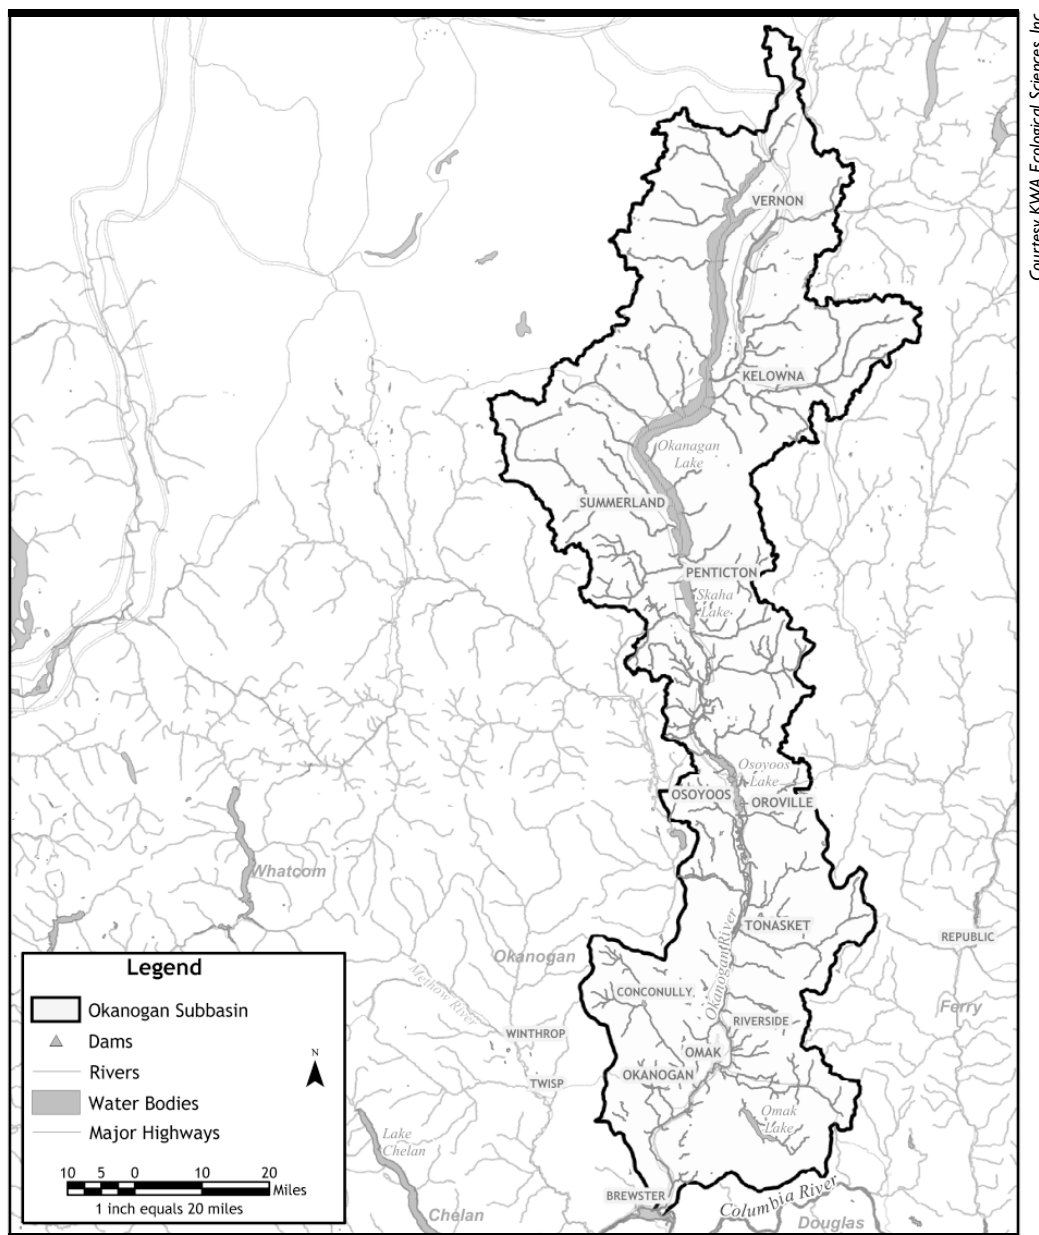 Courtesy KWA Ecological Sciences, Inc.
VERNON
KELOWNA
Okanagan
Lake
SUMMERLAND
PENTICTON
Skaha
Lake
Osoyoos
Lake
OSOYOOS
OROVILLE
Whatcom
TONASKET
Okanogan River
REPUBLIC
Okanogan
Methow River
CONCONULLY
Ferry
RIVERSIDE
WINTHROP
OMAK
OKANOGAN
TWISP
Omak
Lake
Lake
Chelan
BREWSTER
Columbia River
Chelan
Douglas
Legend
Okanogan Subbasin
Dams
Rivers
Water Bodies
Major Highways
N
10 5 0 10 20
Miles
1 inch equals 20 miles